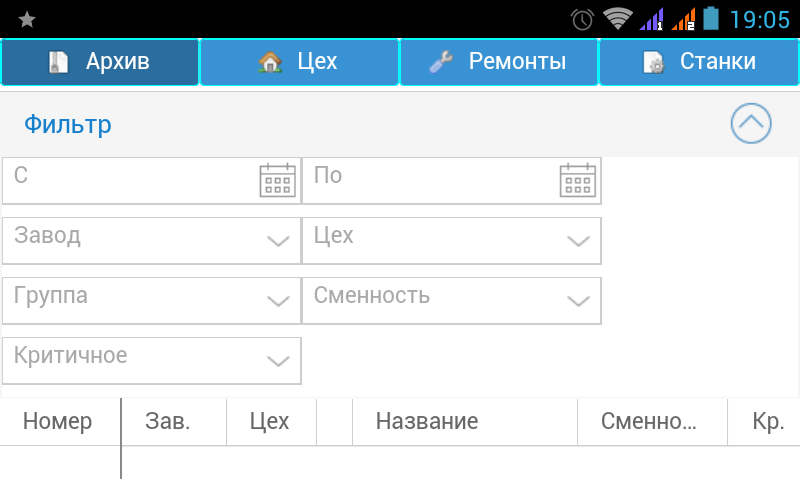 19:05
Архив Цех Ремонты Станки
Фильтр
С По
Завод Цех
Группа Сменность
Критичное
Номер Зав. Цех Название Сменно... Кр.